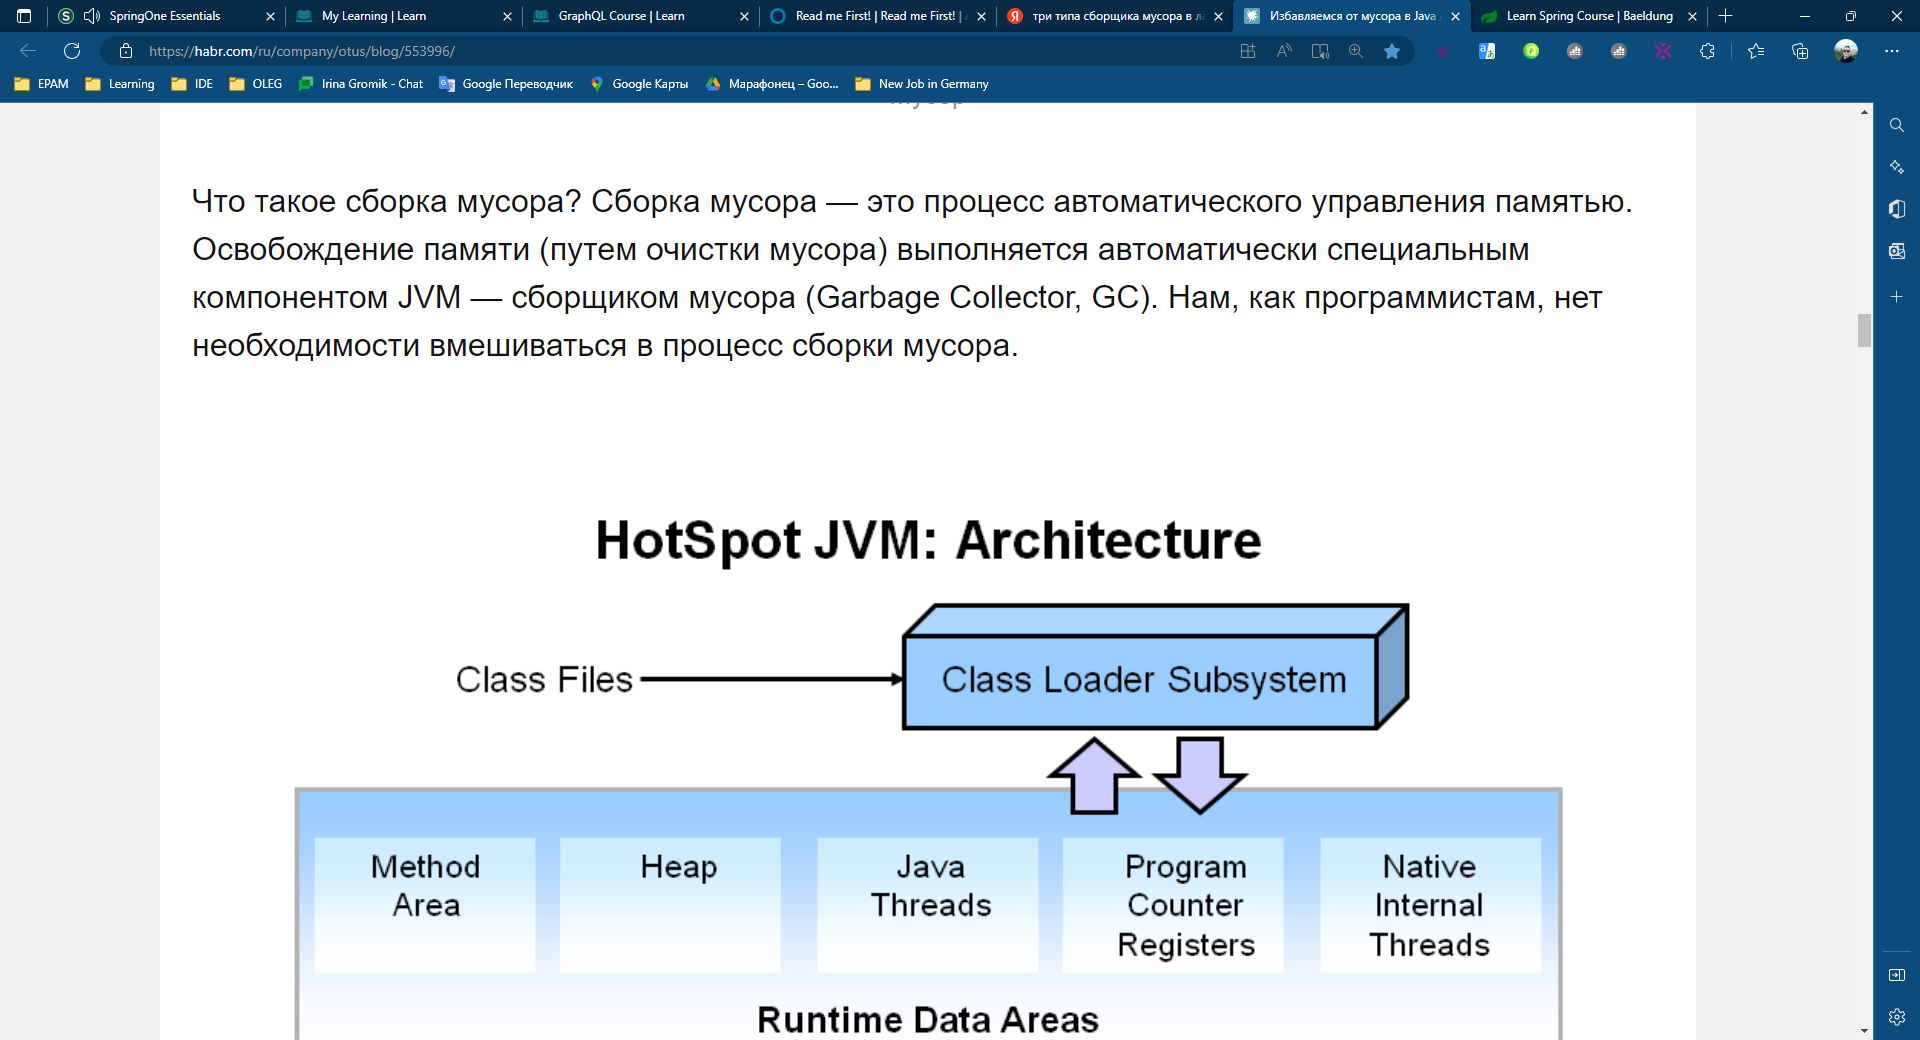 SpringOne Essentials
My Learning | Learn
GraphQL Course | Learn
Read me First! | Read me First! |
три типа сборщика мусора в
Избавляемся от мусора в Java
Learn Spring Course | Baeldung
https://habr.com/ru/company/otus/blog/553996/
EPAM
Learning
IDE
OLEG
Irina Gromik - Chat
Google Переводчик
Google Карты
Марафонец – Goo...
New Job in Germany
Что такое сборка мусора? Сборка мусора — это процесс автоматического управления памятью.
Освобождение памяти (путем очистки мусора) выполняется автоматически специальным
компонентом JVM — сборщиком мусора (Garbage Collector, GC). Нам, как программистам, нет
необходимости вмешиваться в процесс сборки мусора.
HotSpot JVM: Architecture
Class Files
Class Loader Subsystem
Method
Area
Heap
Java
Threads
Program
Counter
Registers
Native
Internal
Threads
Runtime Data Areas